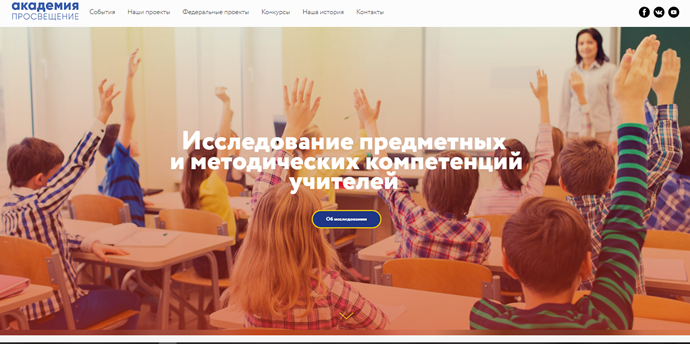 академия
ПРОСВЕЩЕНИЕ
События Наши проекты Федеральные проекты Конкурсы Наша история Контакты
Исследование предметных
и методических компетенций
учителей
Об исследовании